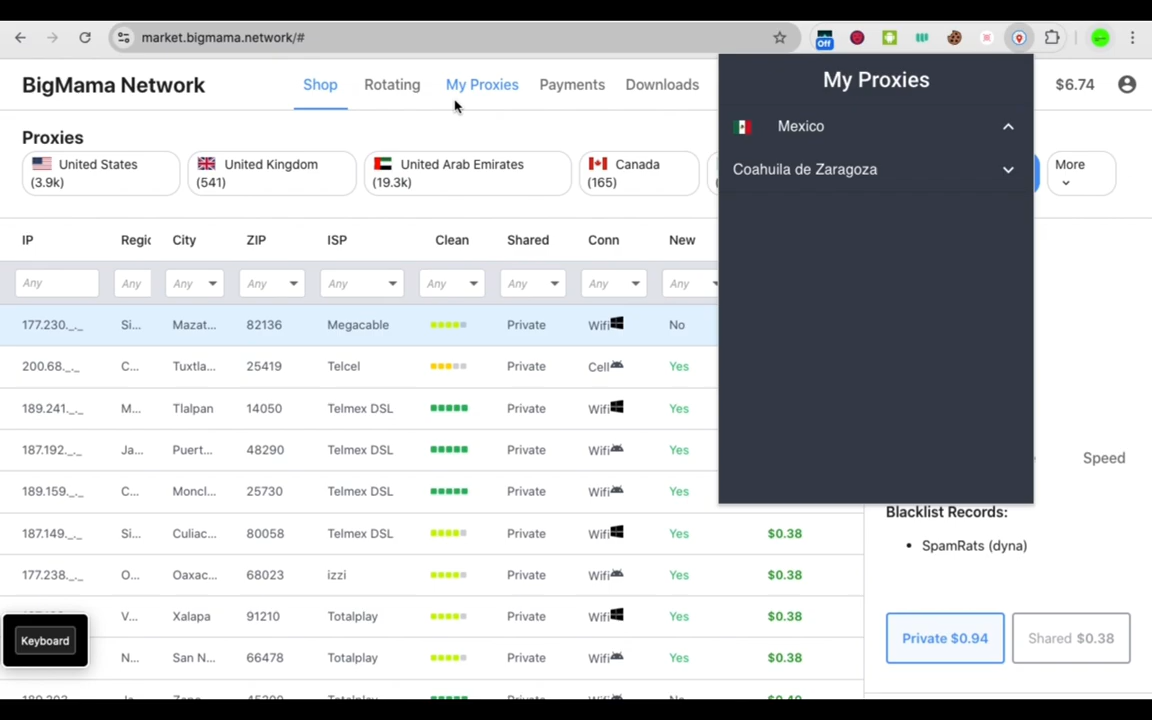 market.bigmama.network/#
Off
BigMama Network
Shop
Rotating
My Proxies
Payments
Downloads
$6.74
My Proxies
Mexico
Coahuila de Zaragoza
Proxies
United States
(3.9k)
United Kingdom
(541)
United Arab Emirates
(19.3k)
Canada
(165)
More
IP Regic City ZIP ISP Clean Shared Conn New
Any Any Any Any Any Any Any Any Any
177.230._._ Si... Mazat... 82136 Megacable Private Wifi No
200.68._._ C... Tuxtla... 25419 Telcel Private Cell Yes
189.241._._ M... Tlalpan 14050 Telmex DSL Private Wifi Yes
187.192._._ Ja... Puert... 48290 Telmex DSL Private Wifi Yes
Speed
189.159._._ C... Moncl... 25730 Telmex DSL Private Wifi Yes
Blacklist Records:
187.149._._ Si... Culiac... 80058 Telmex DSL Private Wifi Yes $0.38
• SpamRats (dyna)
177.238._._ O... Oaxac... 68023 izzi Private Wifi Yes $0.38
V... Xalapa 91210 Totalplay Private Wifi Yes $0.38
Keyboard
Private $0.94
Shared $0.38
N... San N... 66478 Totalplay Private Wifi Yes $0.38